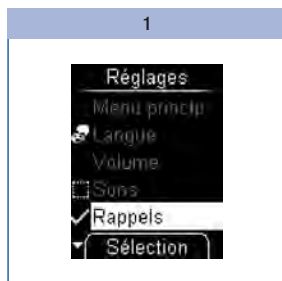 1
Réglages
Menu princip
Langue
Volume
Sons
Rappels
Sélection